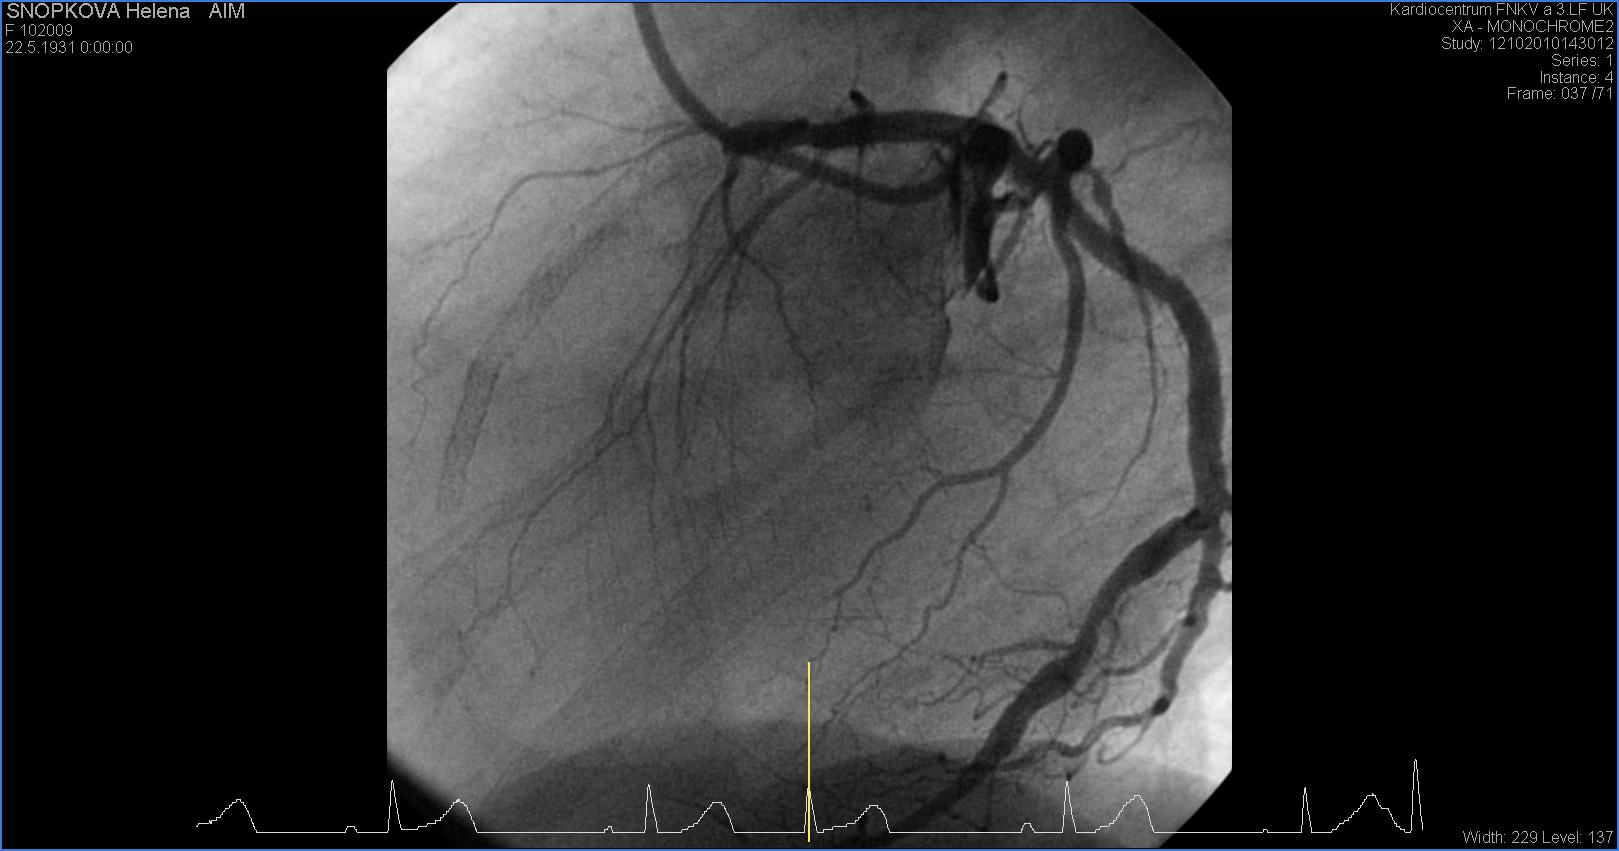 SNOPKOVA Helena AIM
F 102009
22.5.1931 0:00:00
Kardiocentrum FNKV a 3.LF UK
XA - MONOCHROME2
Study: 12102010143012
Series: 1
Instance: 4
Frame: 037 /71
Width: 229 Level: 137